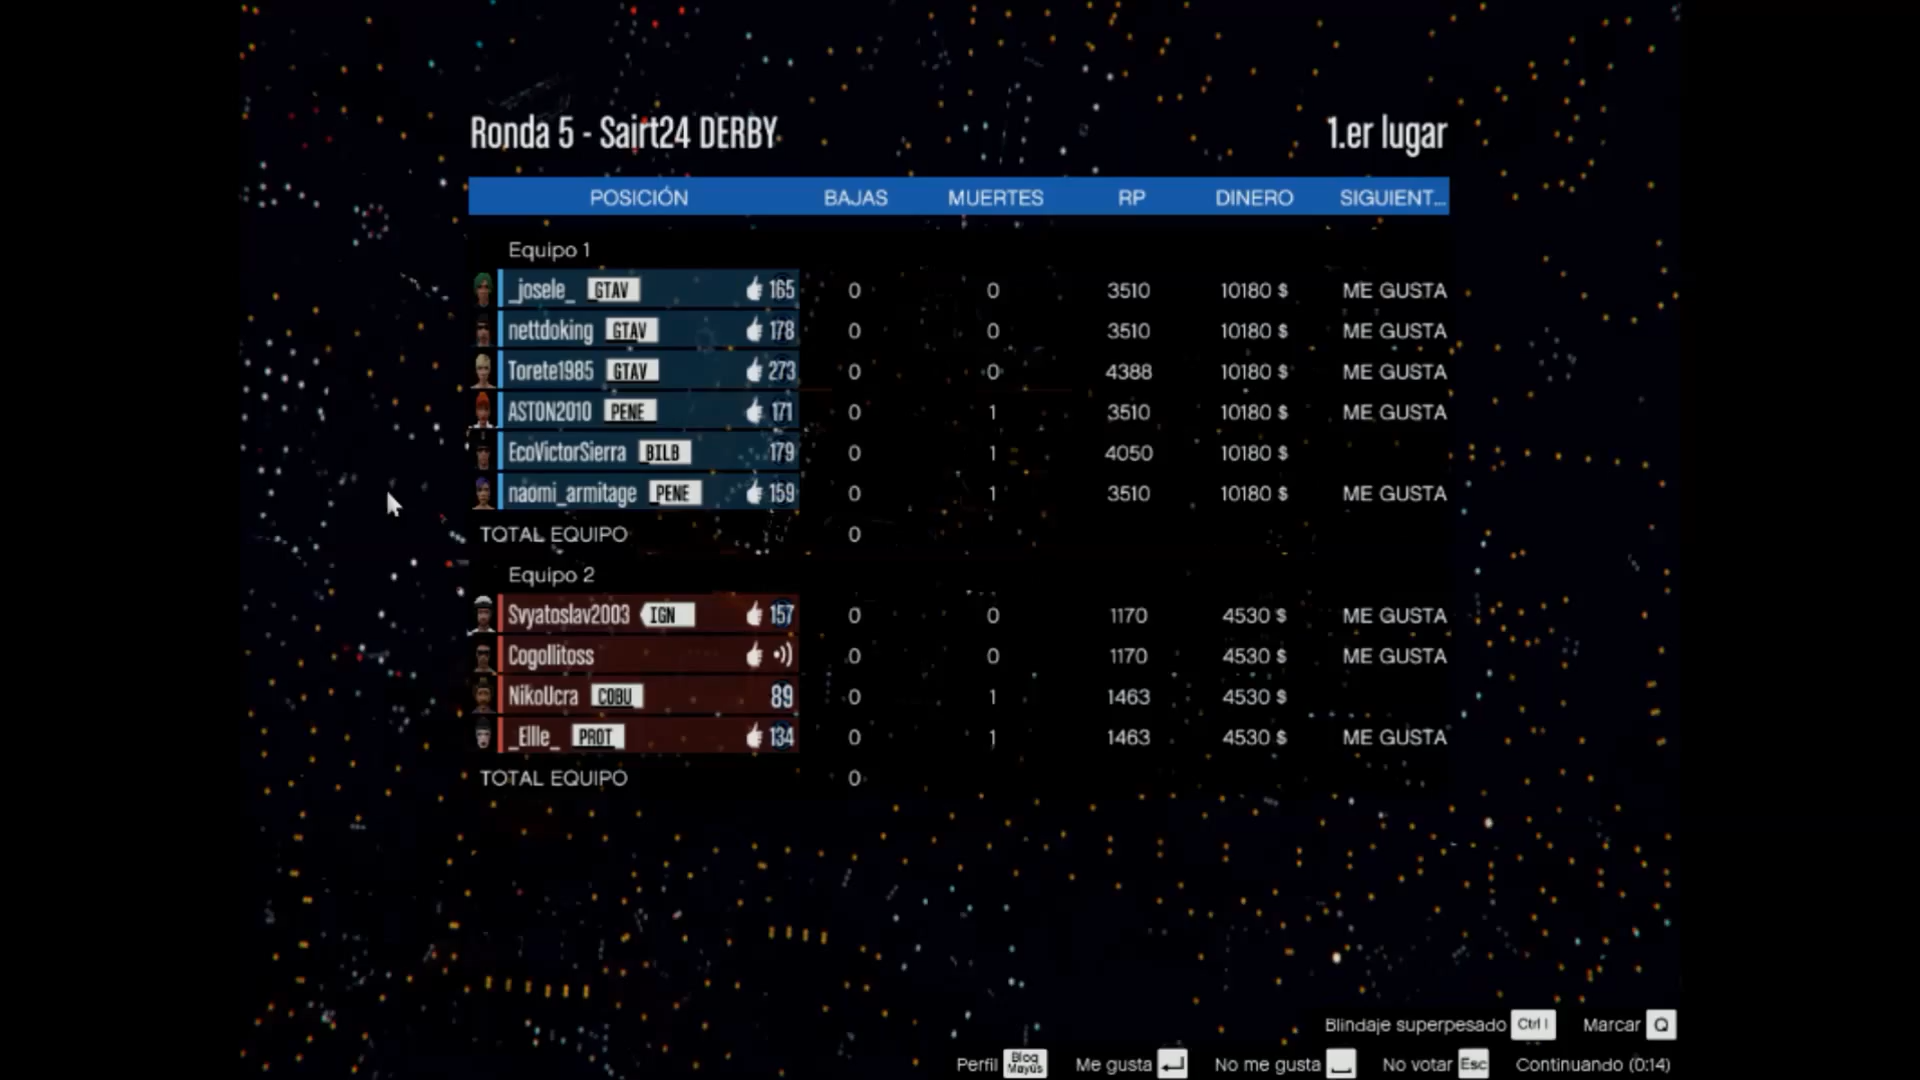 Ronda 5 - Sairt24 DERBY 1.er lugar
POSICIÓN BAJAS MUERTES RP DINERO SIGUIENT...
Equipo 1
_josele_ GTAV 165 0 0 3510 10180 $ ME GUSTA
nettdoking GTAV 178 0 0 3510 10180 $ ME GUSTA
Torete1985 GTAV 273 0 0 4388 10180 $ ME GUSTA
ASTON2010 PENE 171 0 1 3510 10180 $ ME GUSTA
EcoVictorSierra BILB 179 0 1 4050 10180 $
naomi_armitage PENE 159 0 1 3510 10180 $ ME GUSTA
TOTAL EQUIPO 0
Equipo 2
Svyatoslav2003 IGN 157 0 0 1170 4530 $ ME GUSTA
Cogollitoss 0 0 1170 4530 $ ME GUSTA
NikoUcra COBU 89 0 1 1463 4530 $
_Ellle_ PROT 134 0 1 1463 4530 $ ME GUSTA
TOTAL EQUIPO 0
Blindaje superpesado Ctrl I Marcar Q
Perfil Bloq Mayús Me gusta No me gusta No votar Esc Continuando (0:14)